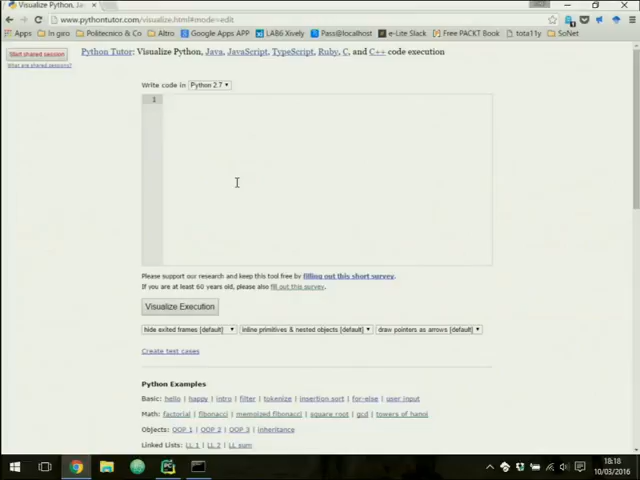 Visualize Python, Java, J
www.pythontutor.com/visualize.html#mode=edit
Apps In giro Politecnico & Co Altro Google Apps APP LAB6 Xively Pass@localhost e-Lite Slack Free PACKT Book tota11y SoNet
Start shared session
What are shared sessions?
Python Tutor: Visualize Python, Java, JavaScript, TypeScript, Ruby, C, and C++ code execution
Write code in Python 2.7
1
Please support our research and keep this tool free by filling out this short survey.
If you are at least 60 years old, please also fill out this survey.
Visualize Execution
hide exited frames [default] inline primitives & nested objects [default] draw pointers as arrows [default]
Create test cases
Python Examples
Basic: hello | happy | intro | filter | tokenize | insertion sort | for-else | user input
Math: factorial | fibonacci | memoized fibonacci | square root | gcd | towers of hanoi
Objects: OOP 1 | OOP 2 | OOP 3 | inheritance
Linked Lists: LL 1 | LL 2 | LL sum
PC
18:18
10/03/2016